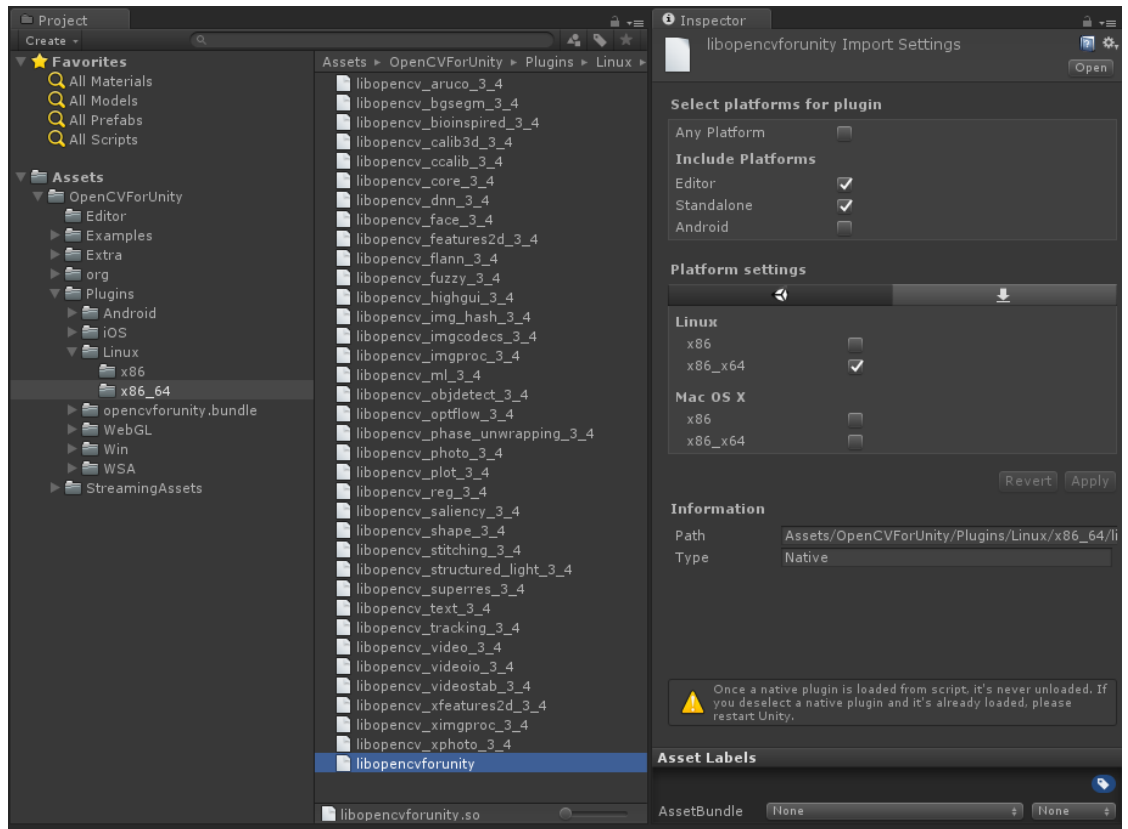 Project
Create
Favorites
All Materials
All Models
All Prefabs
All Scripts
Assets
OpenCVForUnity
Editor
Examples
Extra
org
Plugins
Android
iOS
Linux
x86
x86_64
opencvforunity.bundle
WebGL
Win
WSA
StreamingAssets
Assets ▸ OpenCVForUnity ▸ Plugins ▸ Linux ▸
libopencv_aruco_3_4
libopencv_bgsegm_3_4
libopencv_bioinspired_3_4
libopencv_calib3d_3_4
libopencv_ccalib_3_4
libopencv_core_3_4
libopencv_dnn_3_4
libopencv_face_3_4
libopencv_features2d_3_4
libopencv_flann_3_4
libopencv_fuzzy_3_4
libopencv_highgui_3_4
libopencv_img_hash_3_4
libopencv_imgcodecs_3_4
libopencv_imgproc_3_4
libopencv_ml_3_4
libopencv_objdetect_3_4
libopencv_optflow_3_4
libopencv_phase_unwrapping_3_4
libopencv_photo_3_4
libopencv_plot_3_4
libopencv_reg_3_4
libopencv_saliency_3_4
libopencv_shape_3_4
libopencv_stitching_3_4
libopencv_structured_light_3_4
libopencv_superres_3_4
libopencv_text_3_4
libopencv_tracking_3_4
libopencv_video_3_4
libopencv_videoio_3_4
libopencv_videostab_3_4
libopencv_xfeatures2d_3_4
libopencv_ximgproc_3_4
libopencv_xphoto_3_4
libopencvforunity
libopencvforunity.so
Inspector
libopencvforunity Import Settings
Open
Select platforms for plugin
Any Platform
Include Platforms
Editor
Standalone
Android
Platform settings
Linux
x86
x86_x64
Mac OS X
x86
x86_x64
Revert Apply
Information
Path Assets/OpenCVForUnity/Plugins/Linux/x86_64/li
Type Native
Once a native plugin is loaded from script, it's never unloaded. If
you deselect a native plugin and it's already loaded, please
restart Unity.
Asset Labels
AssetBundle None None